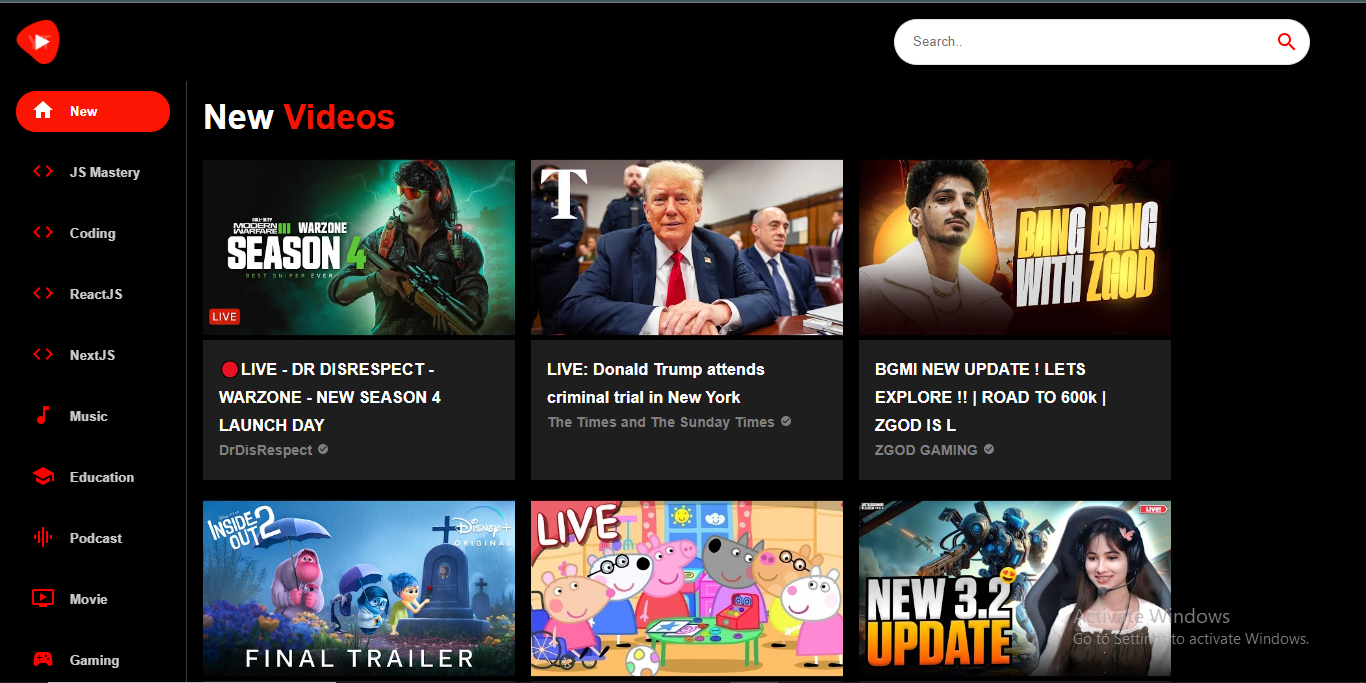 Search..
New
JS Mastery
Coding
ReactJS
NextJS
Music
Education
Podcast
Movie
Gaming
New Videos
CALL OF DUTY
MODERN WARFARE III WARZONE
SEASON 4
BEST SNIPER EVER
LIVE
🔴LIVE - DR DISRESPECT -
WARZONE - NEW SEASON 4
LAUNCH DAY
DrDisRespect
T
LIVE: Donald Trump attends
criminal trial in New York
The Times and The Sunday Times
BANG BANG
WITH ZGOD
BGMI NEW UPDATE ! LETS
EXPLORE !! | ROAD TO 600k |
ZGOD IS L
ZGOD GAMING
INSIDE
OUT 2
Disney+
ORIGINAL
FINAL TRAILER
LIVE
LIVE!
NEW 3.2
UPDATE
Activate Windows
Go to Settings to activate Windows.